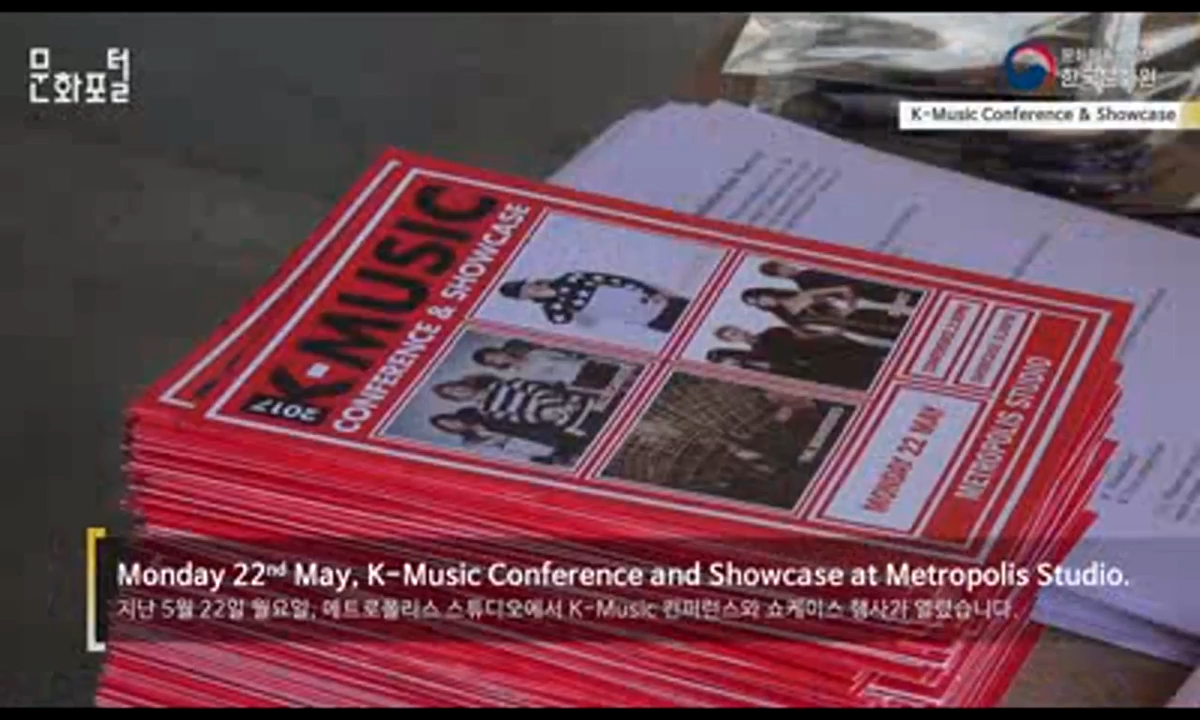 문화포털
한국문화원
K-Music Conference & Showcase
2017
K-MUSIC
CONFERENCE & SHOWCASE
MONDAY 22 MAY
METROPOLIS STUDIO
Monday 22nd May, K-Music Conference and Showcase at Metropolis Studio.
지난 5월 22일 월요일, 메트로폴리스 스튜디오에서 K-Music 컨퍼런스와 쇼케이스 행사가 열렸습니다.